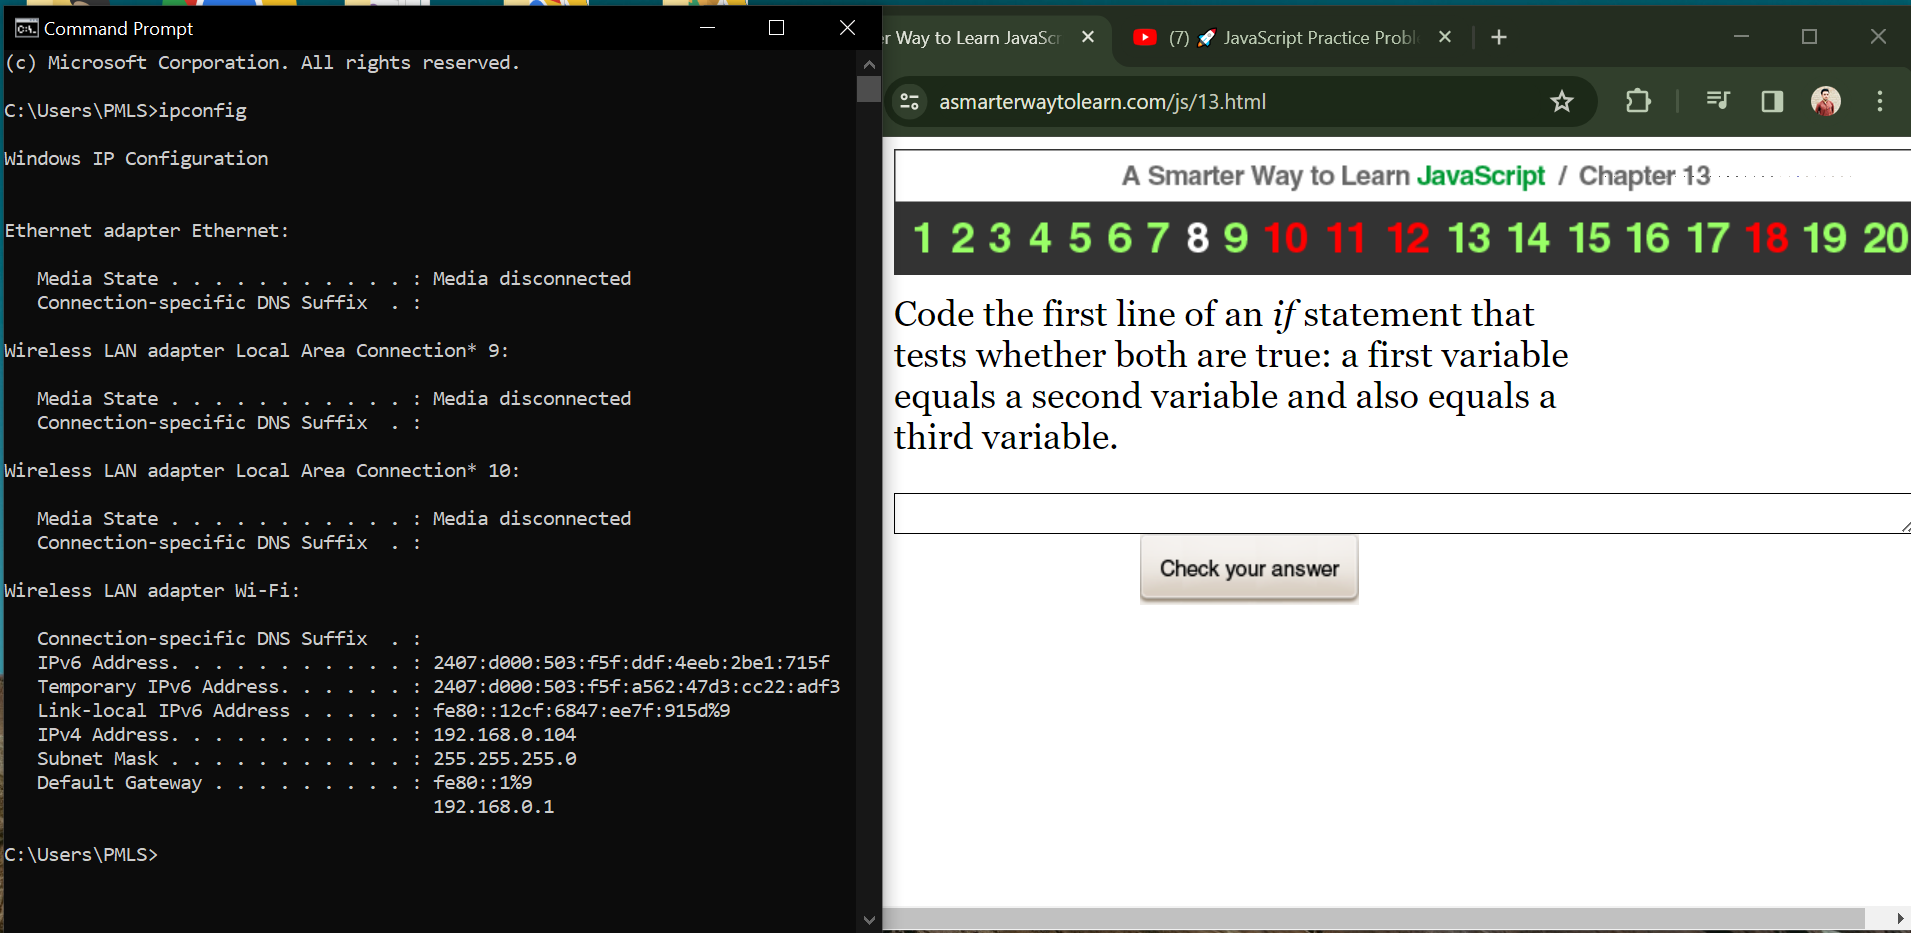 Command Prompt
(c) Microsoft Corporation. All rights reserved.
C:\Users\PMLS>ipconfig
Windows IP Configuration
Ethernet adapter Ethernet:
Media State . . . . . . . . . . . : Media disconnected
Connection-specific DNS Suffix  . :
Wireless LAN adapter Local Area Connection* 9:
Media State . . . . . . . . . . . : Media disconnected
Connection-specific DNS Suffix  . :
Wireless LAN adapter Local Area Connection* 10:
Media State . . . . . . . . . . . : Media disconnected
Connection-specific DNS Suffix  . :
Wireless LAN adapter Wi-Fi:
Connection-specific DNS Suffix  . :
IPv6 Address. . . . . . . . . . . : 2407:d000:503:f5f:ddf:4eeb:2be1:715f
Temporary IPv6 Address. . . . . . : 2407:d000:503:f5f:a562:47d3:cc22:adf3
Link-local IPv6 Address . . . . . : fe80::12cf:6847:ee7f:915d%9
IPv4 Address. . . . . . . . . . . : 192.168.0.104
Subnet Mask . . . . . . . . . . . : 255.255.255.0
Default Gateway . . . . . . . . . : fe80::1%9
192.168.0.1
C:\Users\PMLS>
r Way to Learn JavaSc
(7) 🚀 JavaScript Practice Probl
asmarterwaytolearn.com/js/13.html
A Smarter Way to Learn JavaScript / Chapter 13
1 2 3 4 5 6 7 8 9 10 11 12 13 14 15 16 17 18 19 20
Code the first line of an if statement that
tests whether both are true: a first variable
equals a second variable and also equals a
third variable.
Check your answer